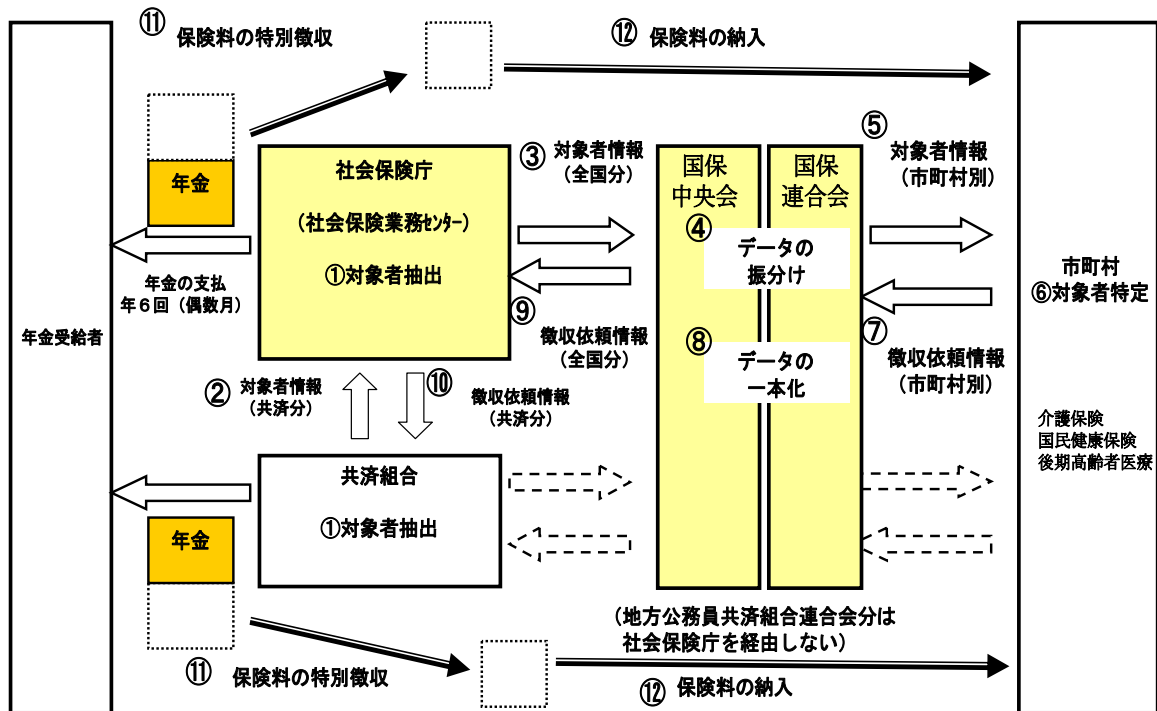 ⑪ 保険料の特別徴収
⑫ 保険料の納入
年金
年金の支払
年６回（偶数月）
年金受給者
社会保険庁
（社会保険業務ｾﾝﾀｰ）
①対象者抽出
② 対象者情報
（共済分）
⑩ 徴収依頼情報
（共済分）
③ 対象者情報
（全国分）
⑨ 徴収依頼情報
（全国分）
国保
中央会
国保
連合会
④ データの
振分け
⑧ データの
一本化
⑤ 対象者情報
（市町村別）
⑦ 徴収依頼情報
（市町村別）
市町村
⑥対象者特定
介護保険
国民健康保険
後期高齢者医療
共済組合
①対象者抽出
年金
（地方公務員共済組合連合会分は
社会保険庁を経由しない）
⑪ 保険料の特別徴収
⑫ 保険料の納入